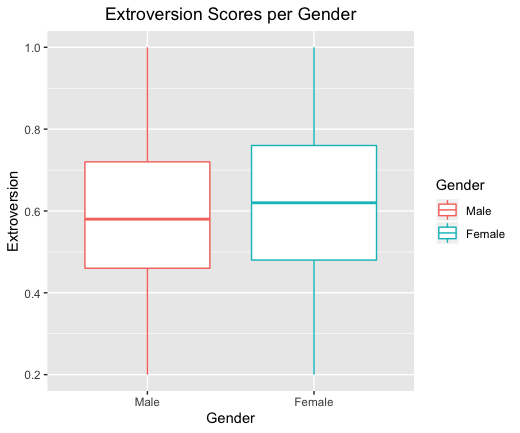 Extroversion Scores per Gender
Extroversion
1.0
0.8
0.6
0.4
0.2
Male Female
Gender
Gender
Male
Female